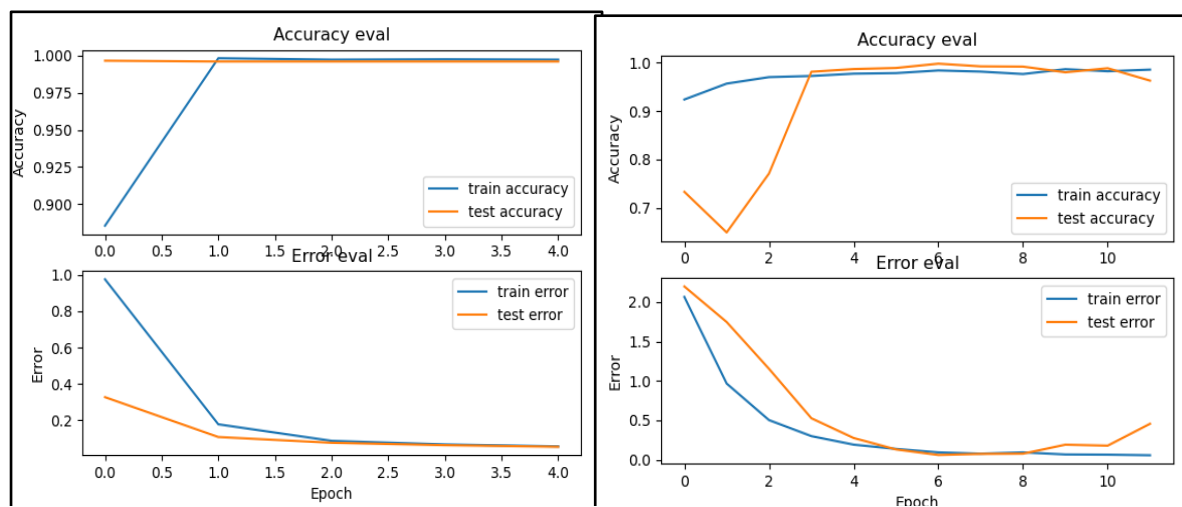 Accuracy eval
1.000
0.975
0.950
0.925
0.900
Accuracy
train accuracy
test accuracy
0.0 0.5 1.0 1.5 2.0 2.5 3.0 3.5 4.0
Error eval
1.0
0.8
0.6
0.4
0.2
Error
train error
test error
0.0 0.5 1.0 1.5 2.0 2.5 3.0 3.5 4.0
Epoch
Accuracy eval
1.0
0.9
0.8
0.7
Accuracy
train accuracy
test accuracy
0 2 4 6 8 10
Error eval
2.0
1.5
1.0
0.5
0.0
Error
train error
test error
0 2 4 6 8 10
Epoch